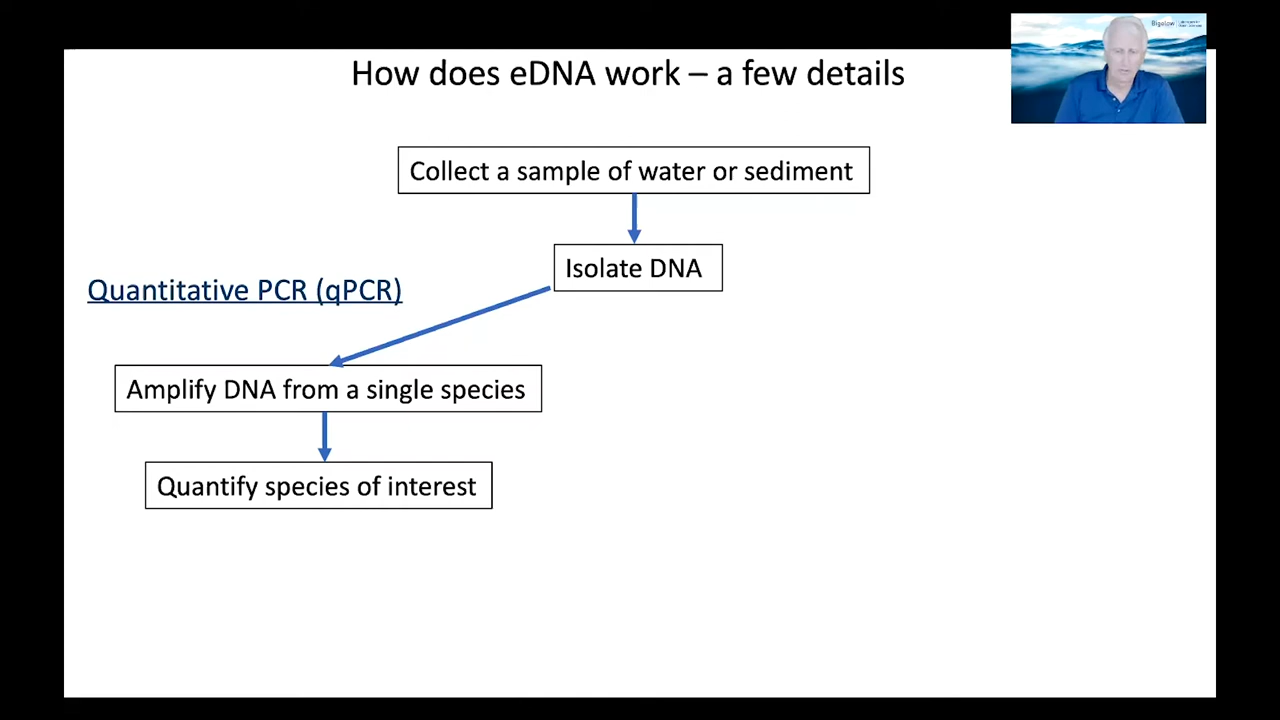 How does eDNA work – a few details
Bigelow
Collect a sample of water or sediment
Isolate DNA
Quantitative PCR (qPCR)
Amplify DNA from a single species
Quantify species of interest